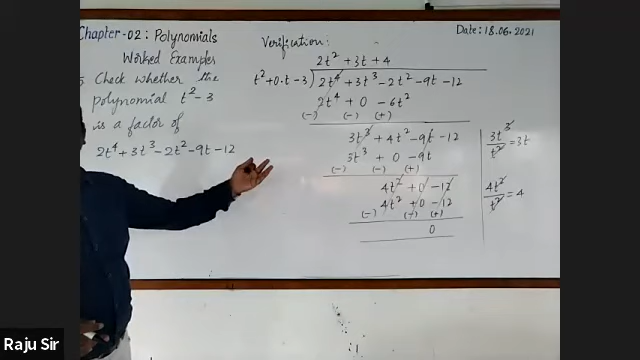 Chapter-02: Polynomials
Worked Examples
5. Check whether the
polynomial t²-3
is a factor of
2t⁴+3t³-2t²-9t-12
Verification:
Date: 18.06.2021
2t²+3t+4
t²+0·t-3) 2t⁴+3t³-2t²-9t-12
2t⁴+0-6t²
(-) (-) (+)
3t³+4t²-9t-12
3t³+0-9t
(-) (-) (+)
4t²+0-12
4t²+0-12
(-) (-) (+)
0
3t³/t²=3t
4t²/t²=4
Raju Sir